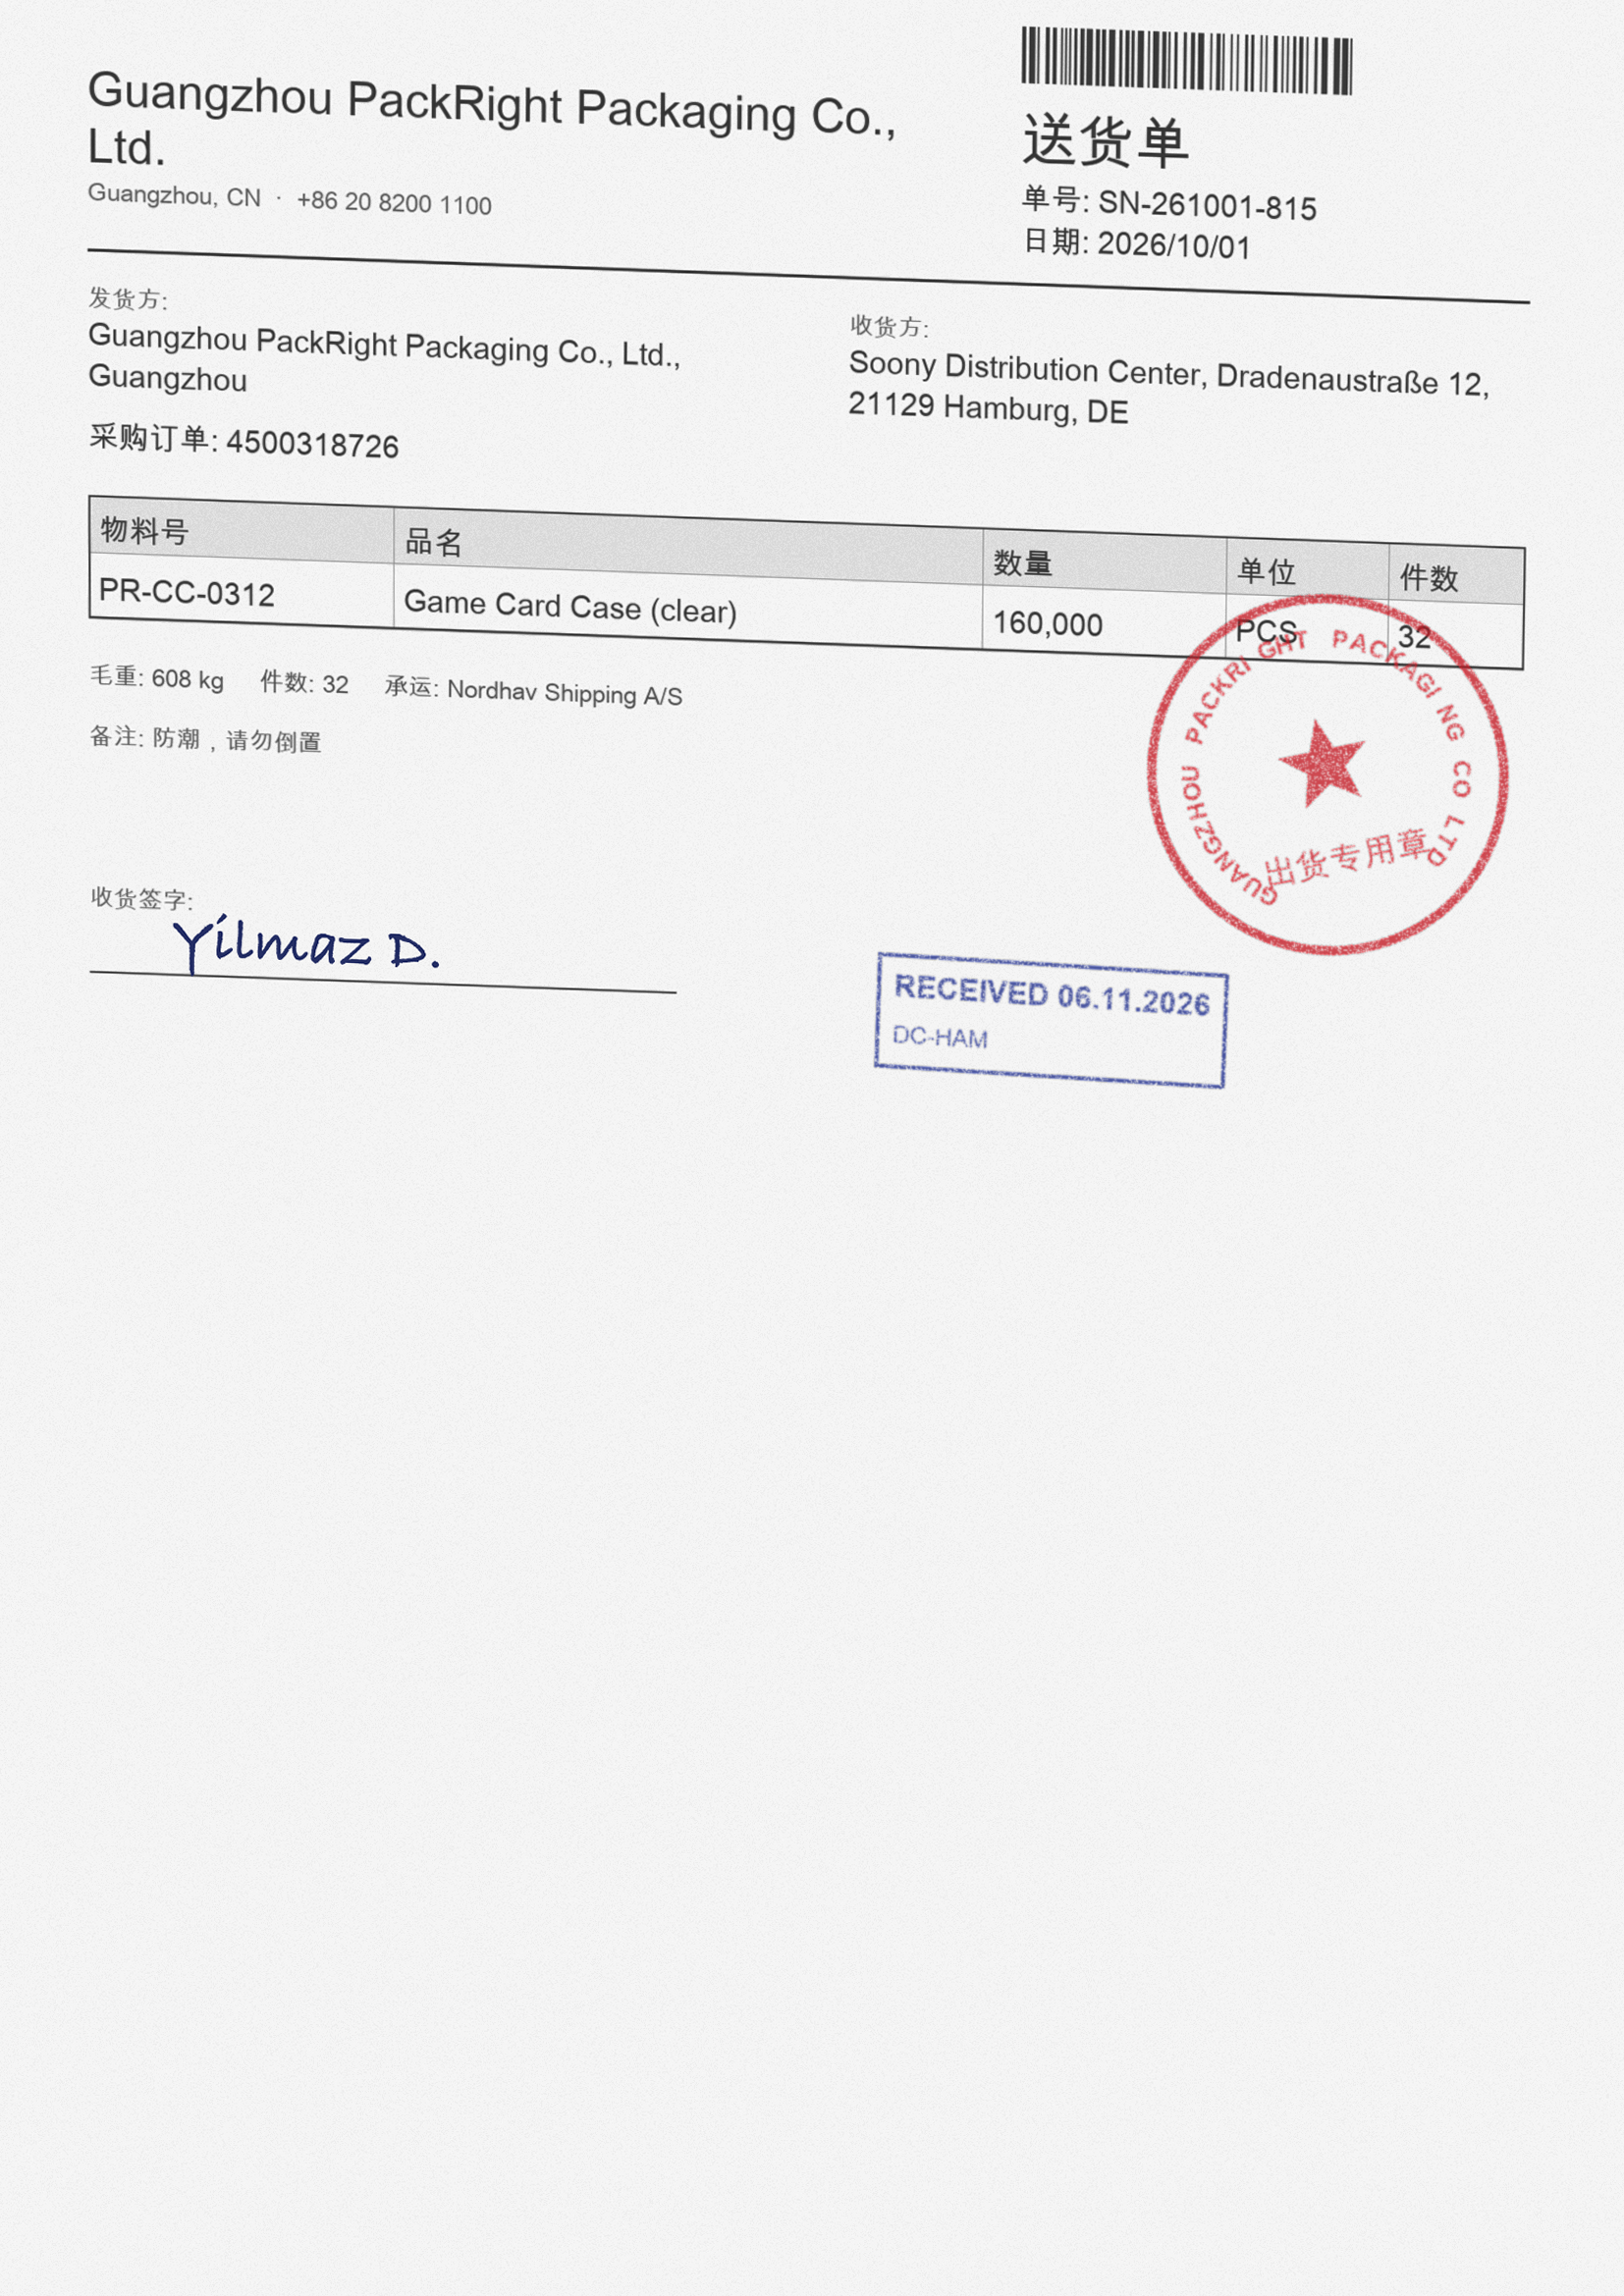 Guangzhou PackRight Packaging Co.,
Ltd.
Guangzhou, CN · +86 20 8200 1100
送货单
单号: SN-261001-815
日期: 2026/10/01
发货方:
Guangzhou PackRight Packaging Co., Ltd.,
Guangzhou
收货方:
Soony Distribution Center, Dradenaustraße 12,
21129 Hamburg, DE
采购订单: 4500318726
物料号 品名 数量 单位 件数
PR-CC-0312 Game Card Case (clear) 160,000 PCS 32
毛重: 608 kg 件数: 32 承运: Nordhav Shipping A/S
备注: 防潮，请勿倒置
GUANGZHOU PACKRIGHT PACKAGING CO LTD
出货专用章
收货签字:
Yilmaz D.
RECEIVED 06.11.2026
DC-HAM